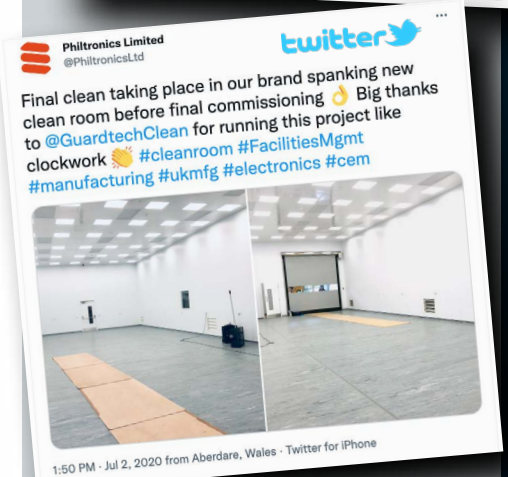 Philtronics Limited
@PhiltronicsLtd
twitter
Final clean taking place in our brand spanking new
clean room before final commissioning 👌 Big thanks
to @GuardtechClean for running this project like
clockwork 👏 #cleanroom #FacilitiesMgmt
#manufacturing #ukmfg #electronics #cem
1:50 PM · Jul 2, 2020 from Aberdare, Wales · Twitter for iPhone